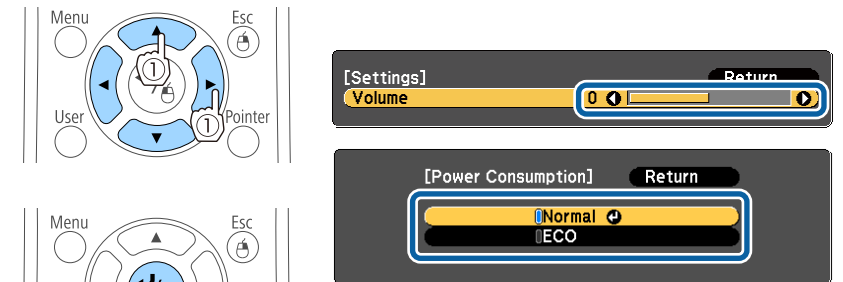 Menu
Esc
①
①
User
Pointer
[Settings]
Return
Volume
0
[Power Consumption]
Return
Normal
ECO
Menu
Esc